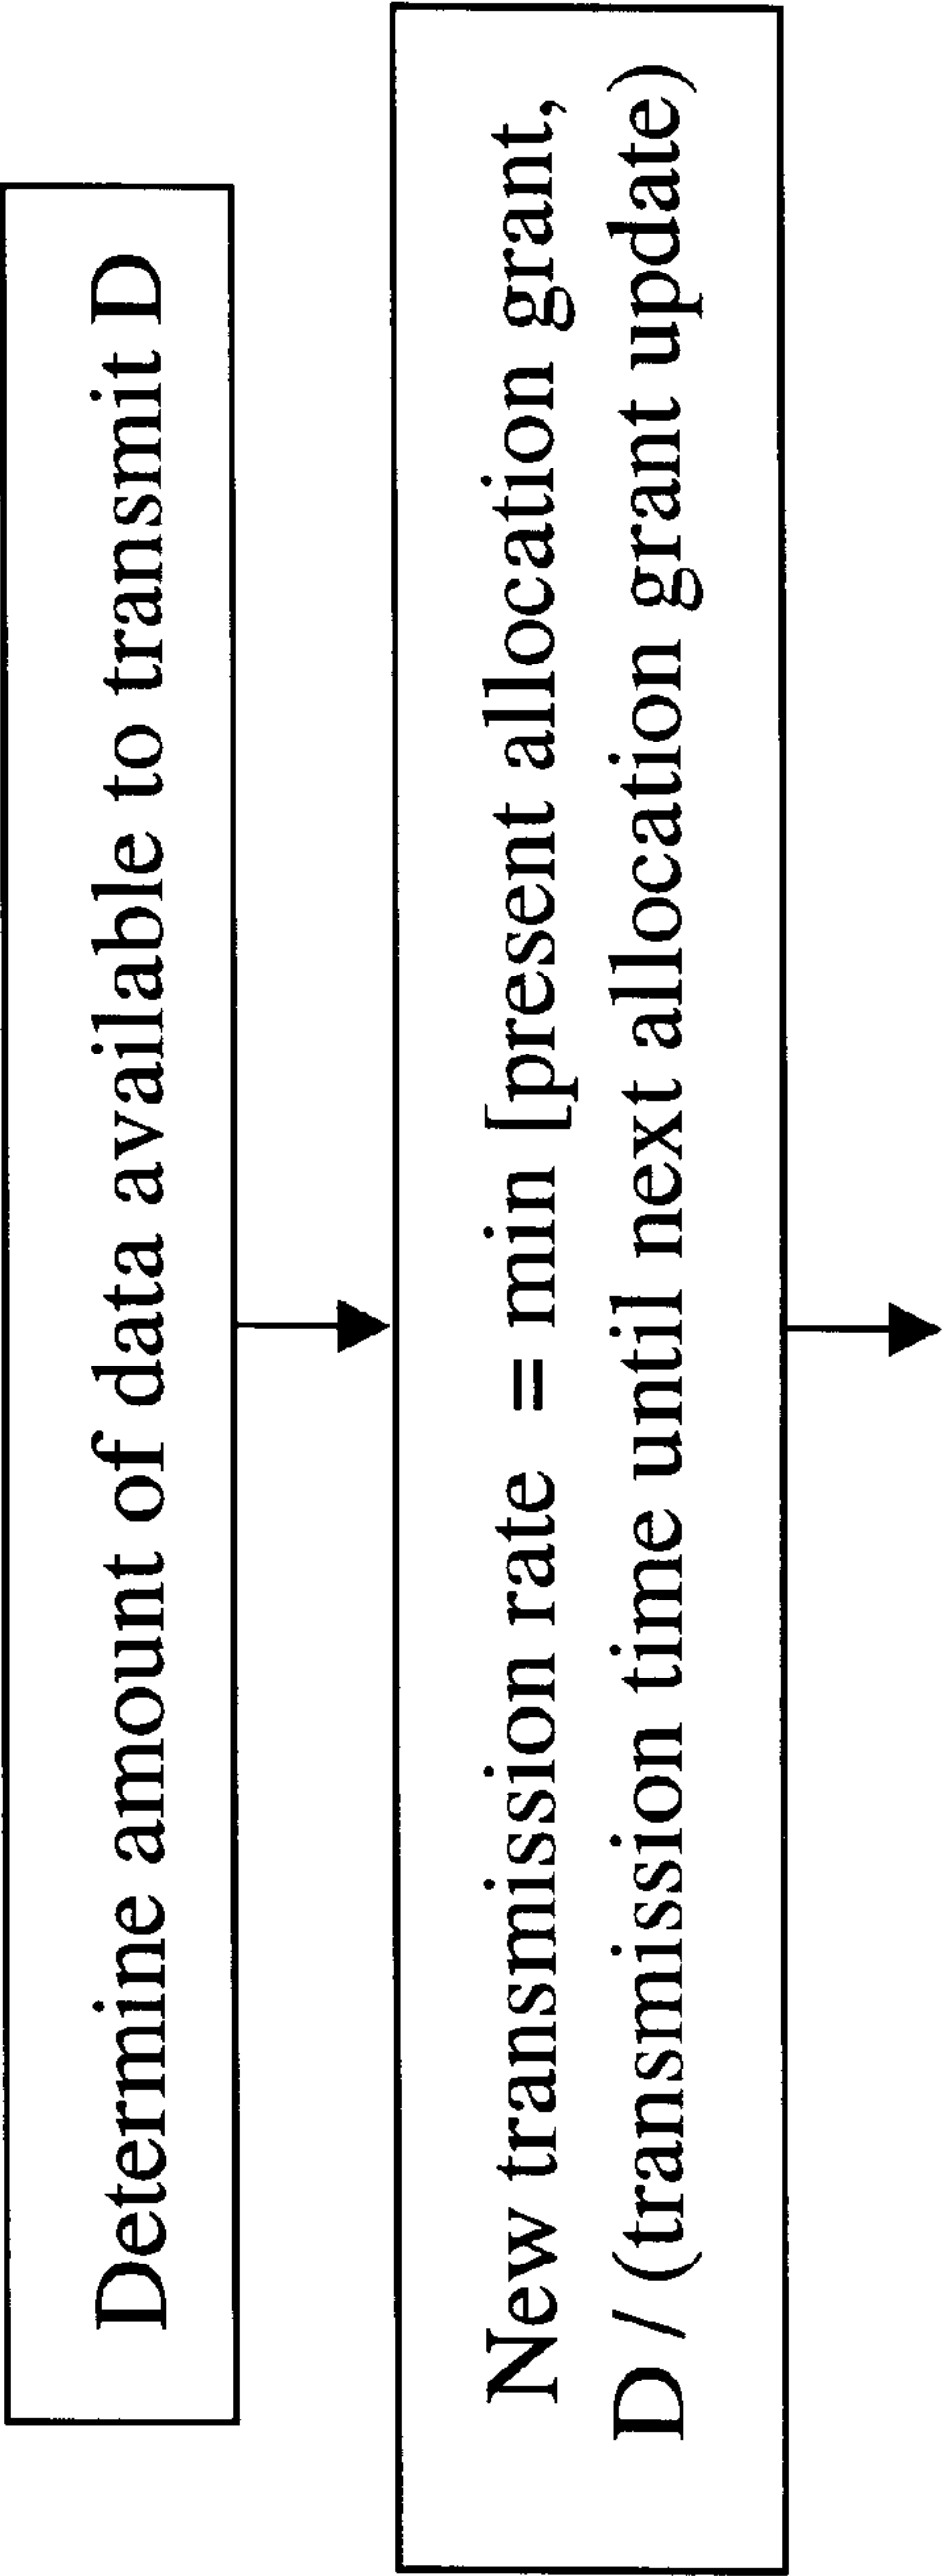 Determine amount of data available to transmit D
New transmission rate = min [present allocation grant,
D / (transmission time until next allocation grant update)